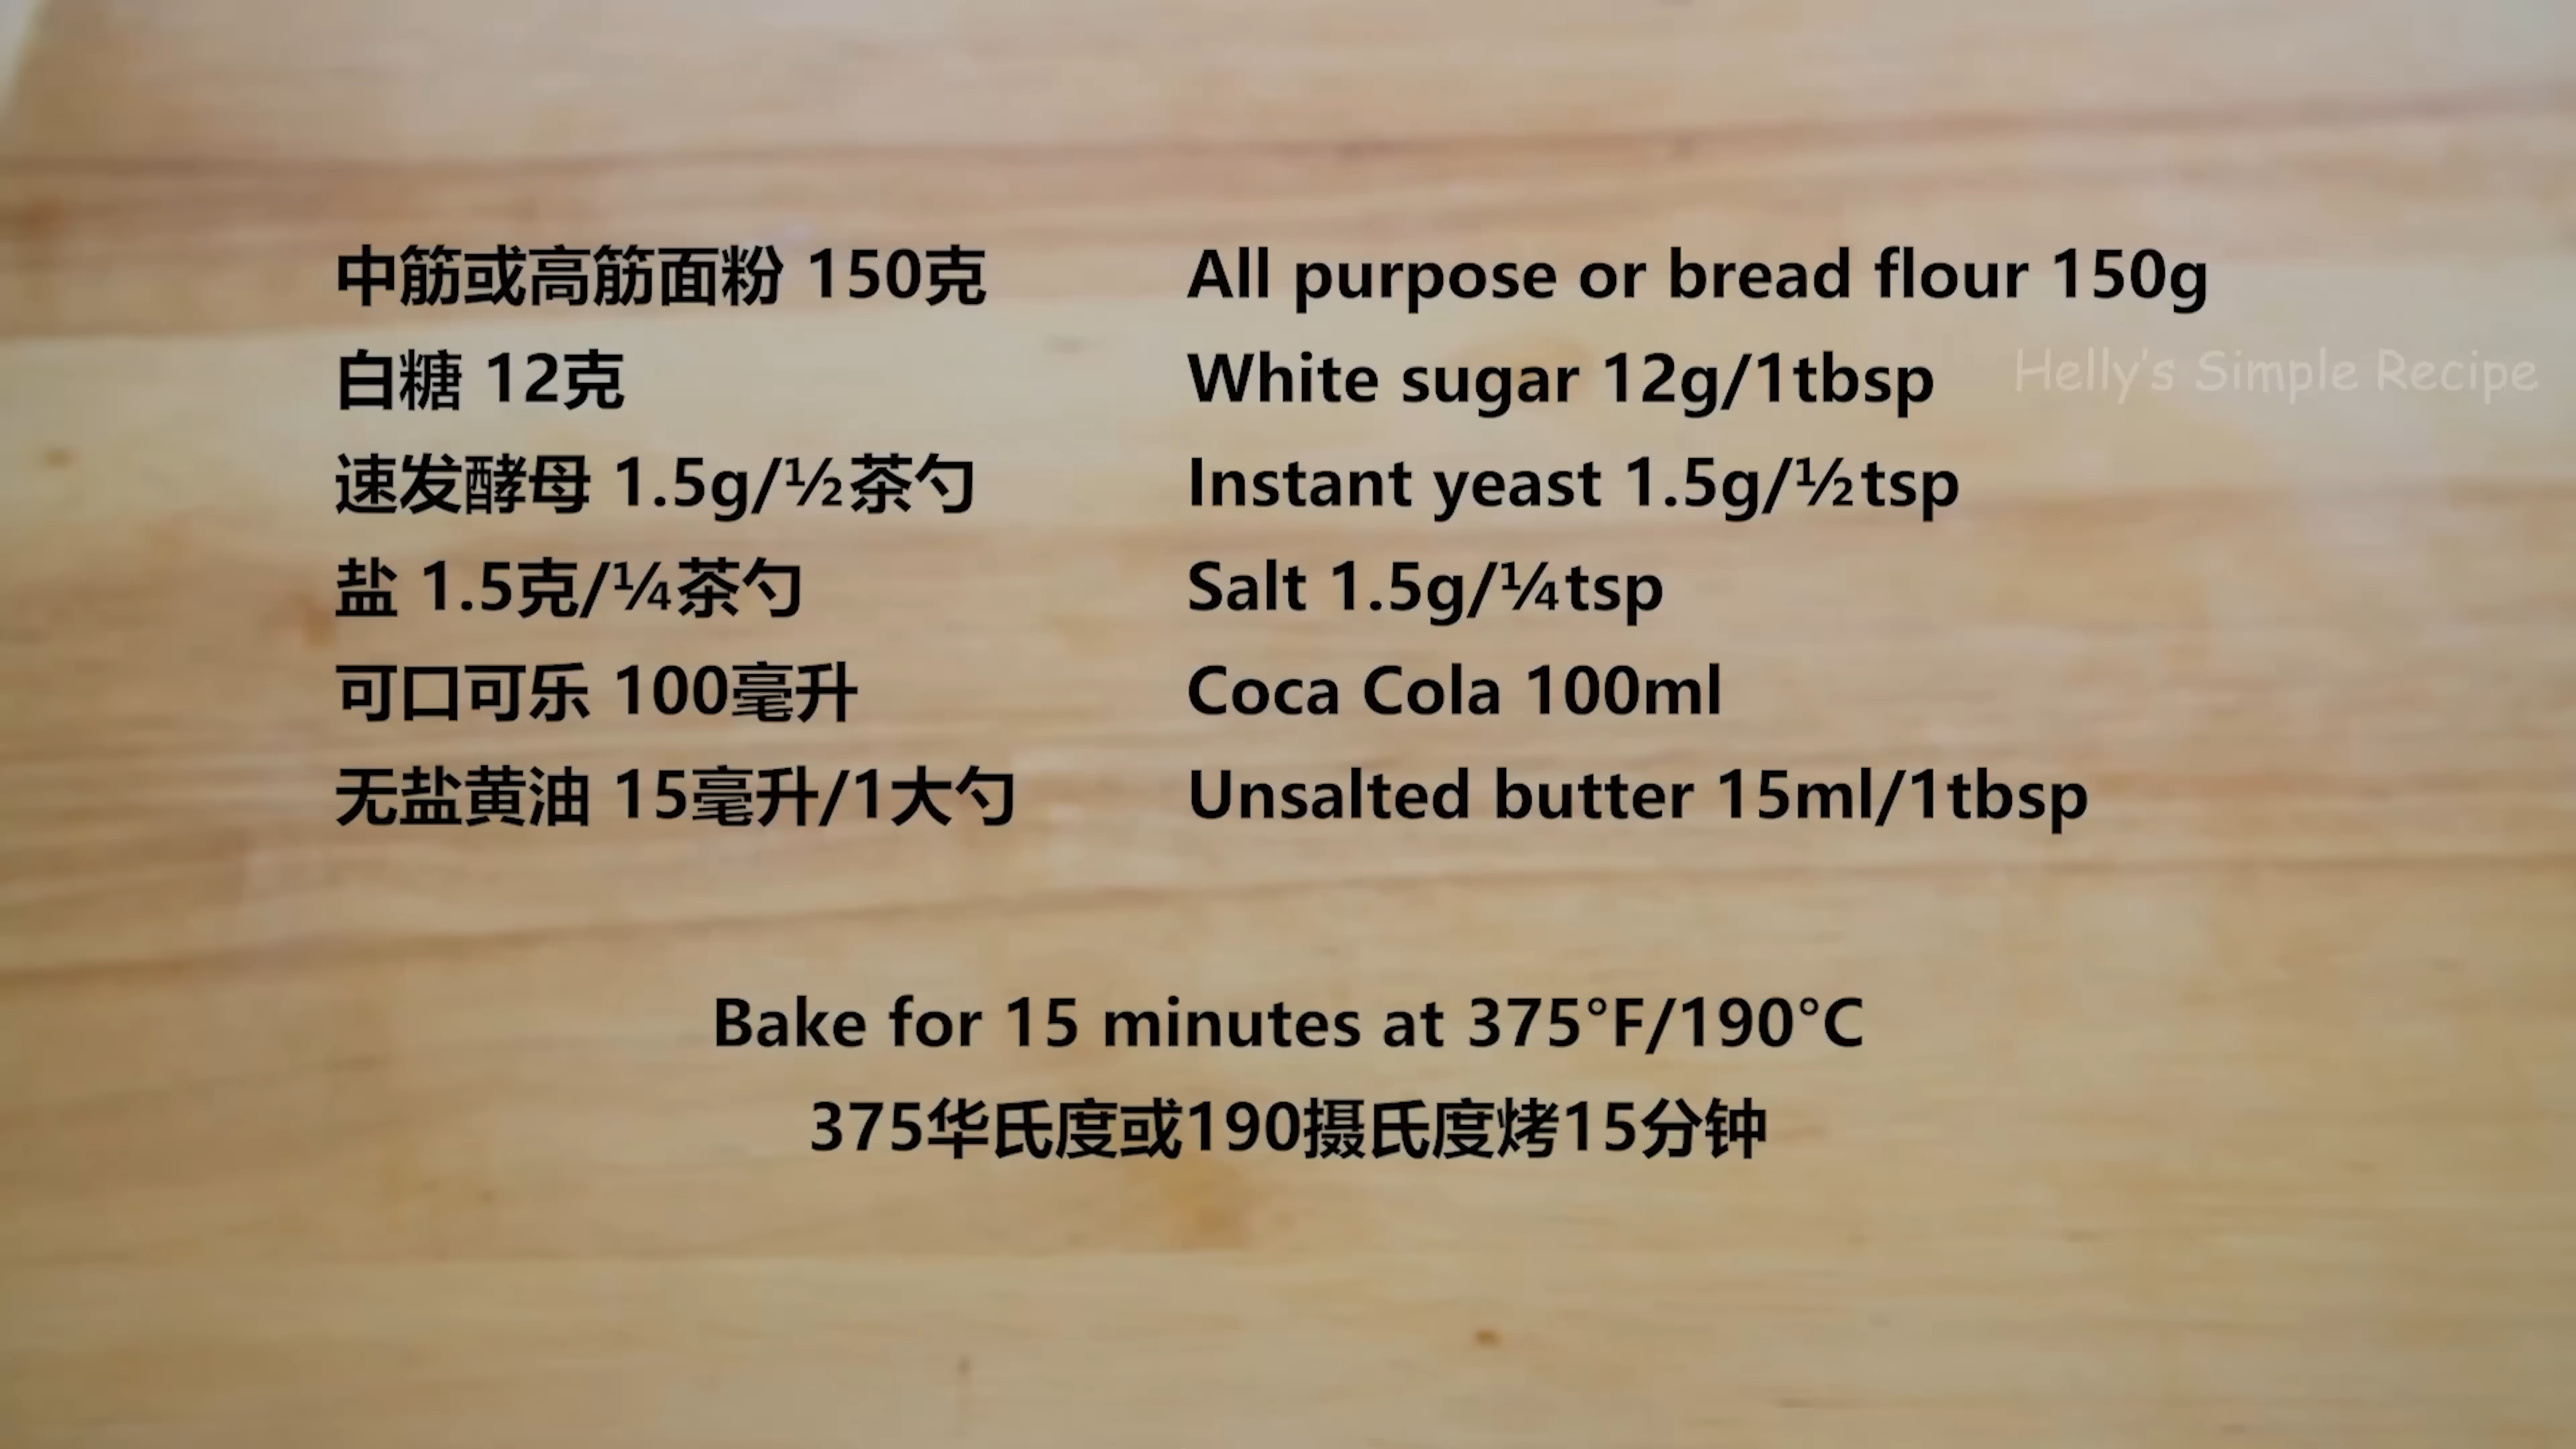 中筋或高筋面粉 150克
白糖 12克
速发酵母 1.5g/½茶勺
盐 1.5克/¼茶勺
可口可乐 100毫升
无盐黄油 15毫升/1大勺
All purpose or bread flour 150g
White sugar 12g/1tbsp
Instant yeast 1.5g/½tsp
Salt 1.5g/¼tsp
Coca Cola 100ml
Unsalted butter 15ml/1tbsp
Helly's Simple Recipe
Bake for 15 minutes at 375°F/190°C
375华氏度或190摄氏度烤15分钟